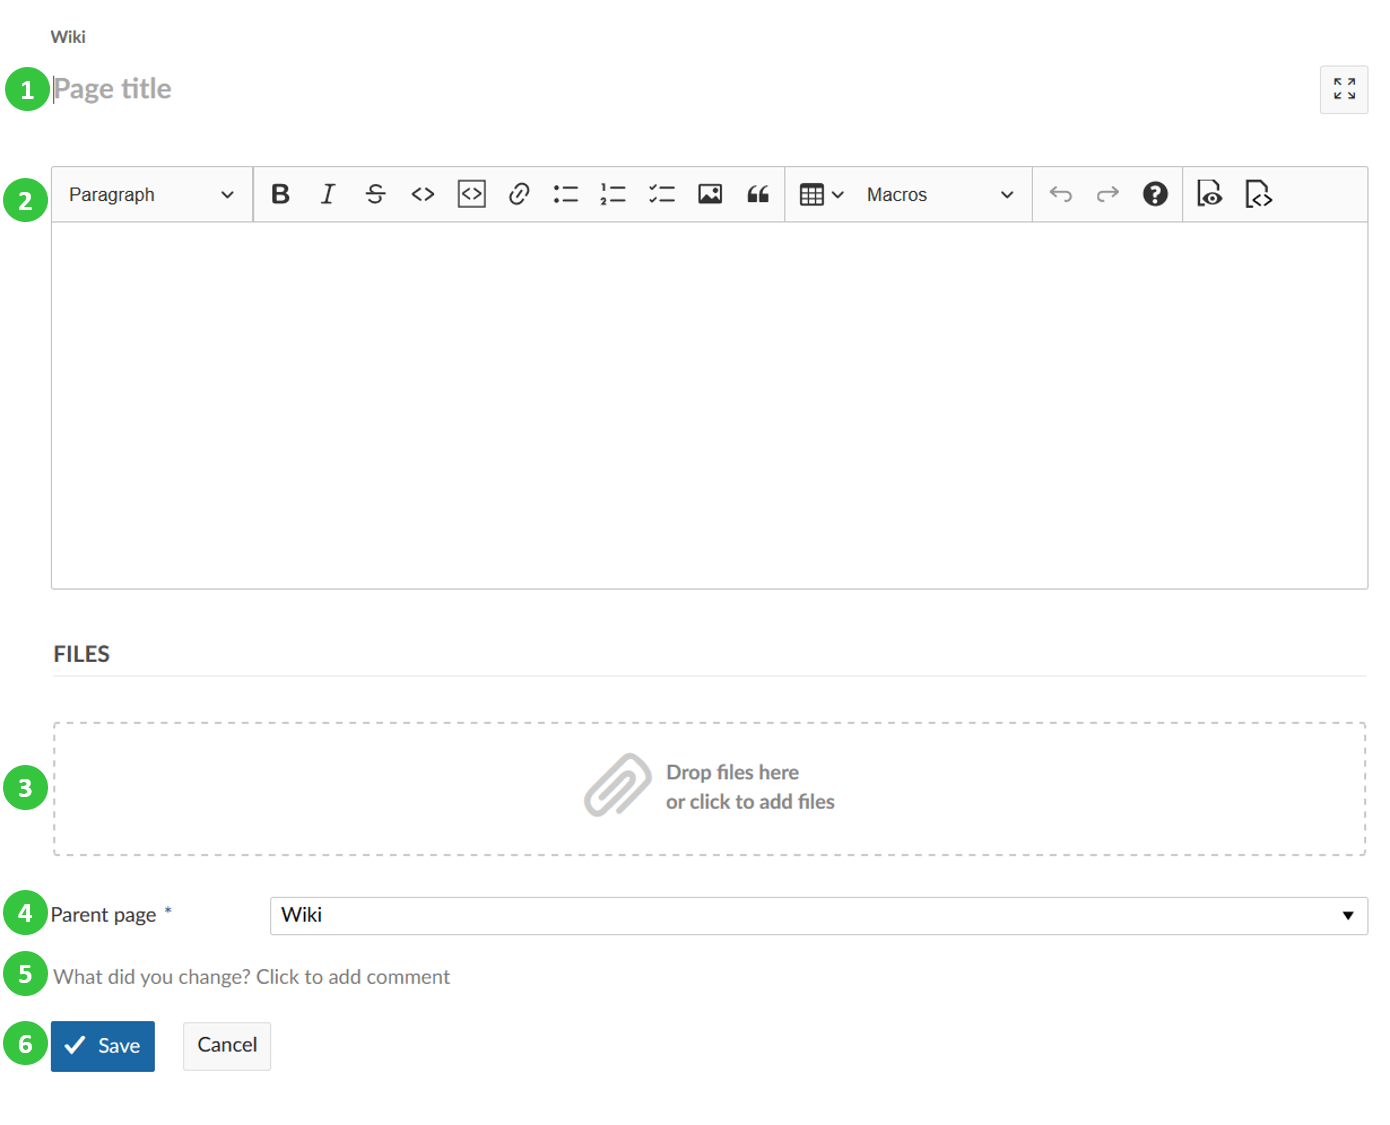 Wiki
1 Page title
2 Paragraph B I S Macros ?
FILES
3 Drop files here
or click to add files
4 Parent page * Wiki
5 What did you change? Click to add comment
6 Save Cancel